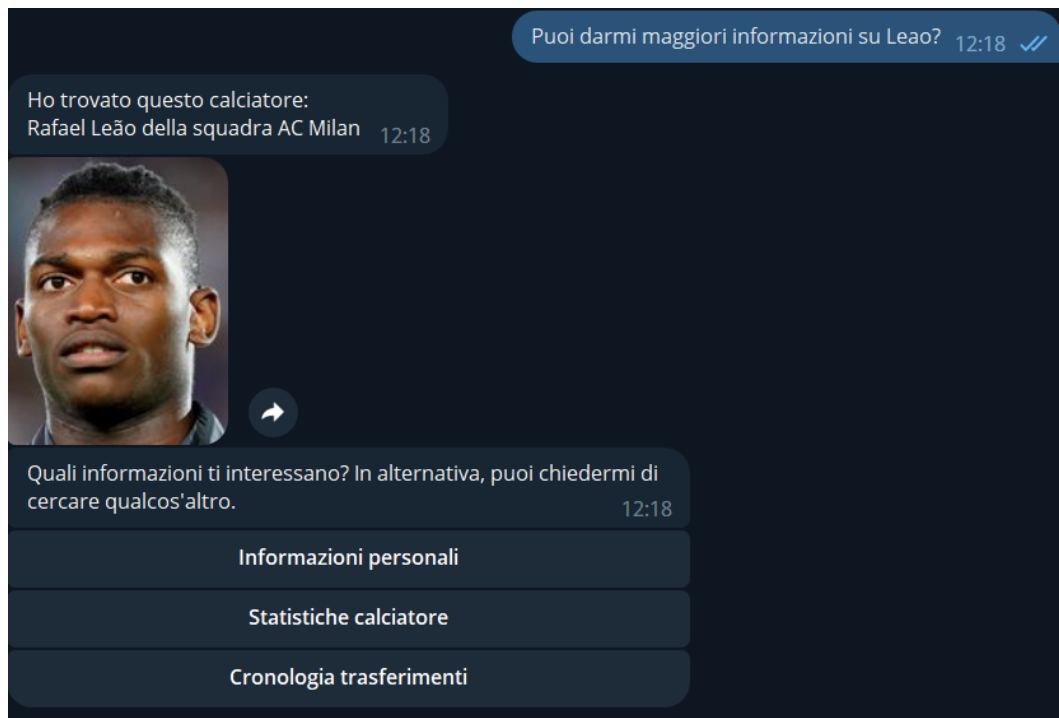 Puoi darmi maggiori informazioni su Leao? 12:18
Ho trovato questo calciatore:
Rafael Leão della squadra AC Milan 12:18
Quali informazioni ti interessano? In alternativa, puoi chiedermi di
cercare qualcos'altro. 12:18
Informazioni personali
Statistiche calciatore
Cronologia trasferimenti